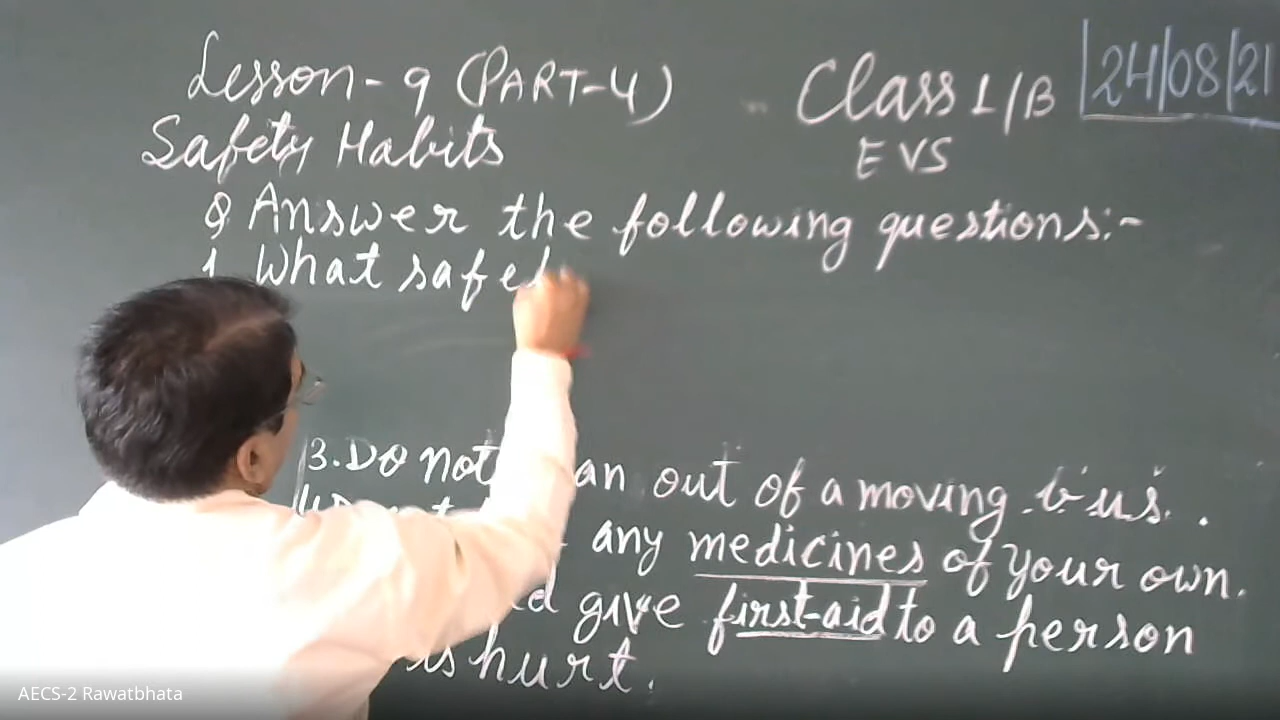 Lesson-9 (PART-4)
Class I/B
24/08/21
Safety Habits
EVS
Q Answer the following questions:-
1. What safe
3. Do not an out of a moving bus.
any medicines of your own.
give first-aid to a person
is hurt.
AECS-2 Rawatbhata